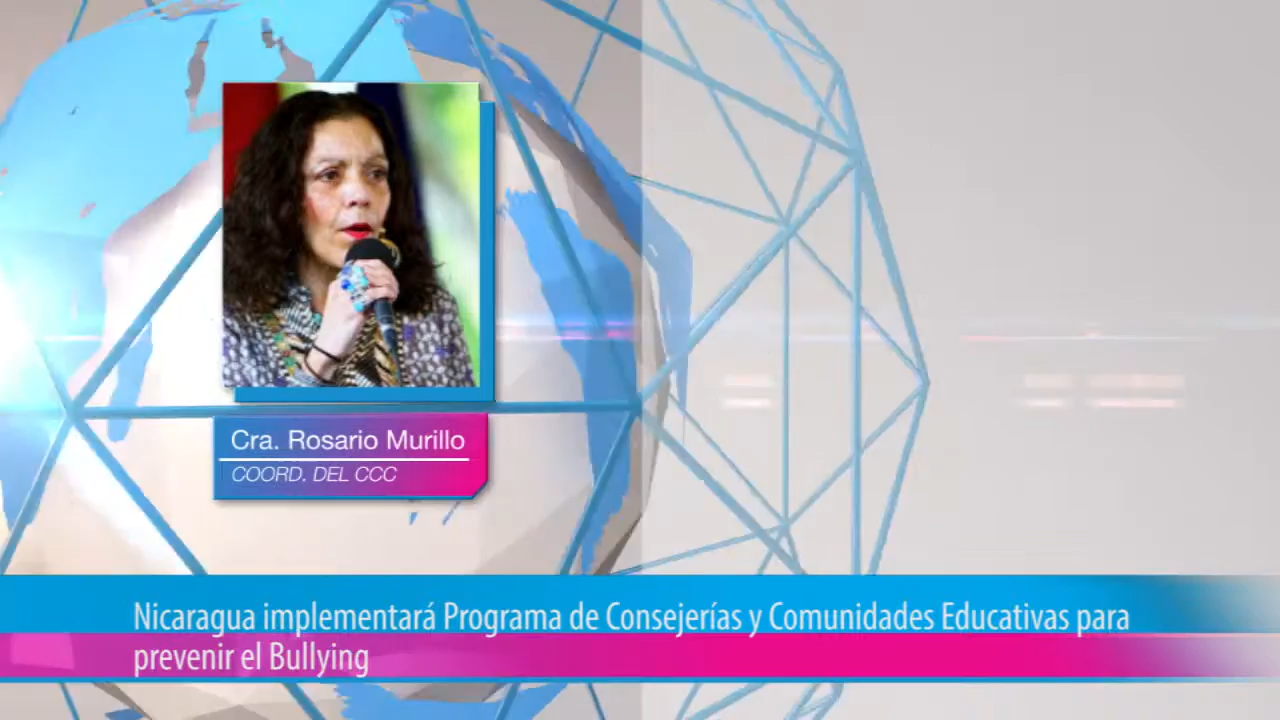 Cra. Rosario Murillo
COORD. DEL CCC
Nicaragua implementará Programa de Consejerías y Comunidades Educativas para
prevenir el Bullying